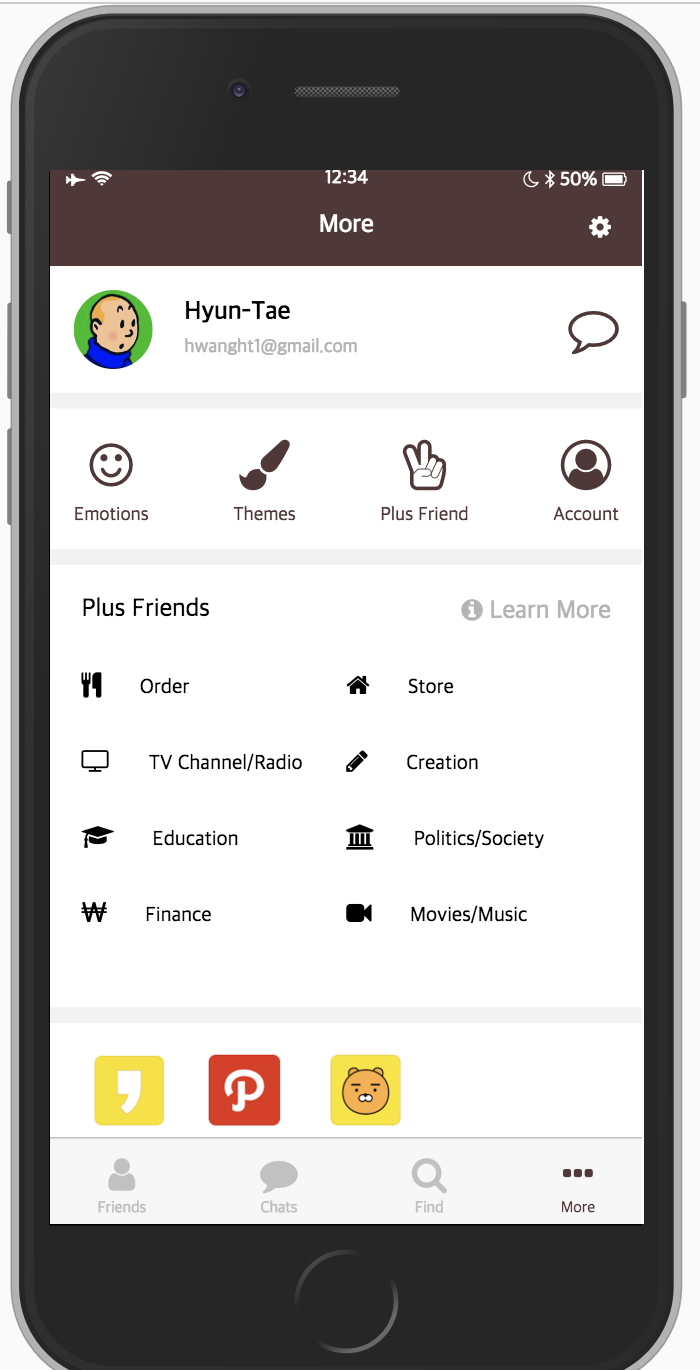 12:34
50%
More
Hyun-Tae
hwanght1@gmail.com
Emotions Themes Plus Friend Account
Plus Friends
Learn More
Order Store
TV Channel/Radio Creation
Education Politics/Society
Finance Movies/Music
Friends Chats Find More